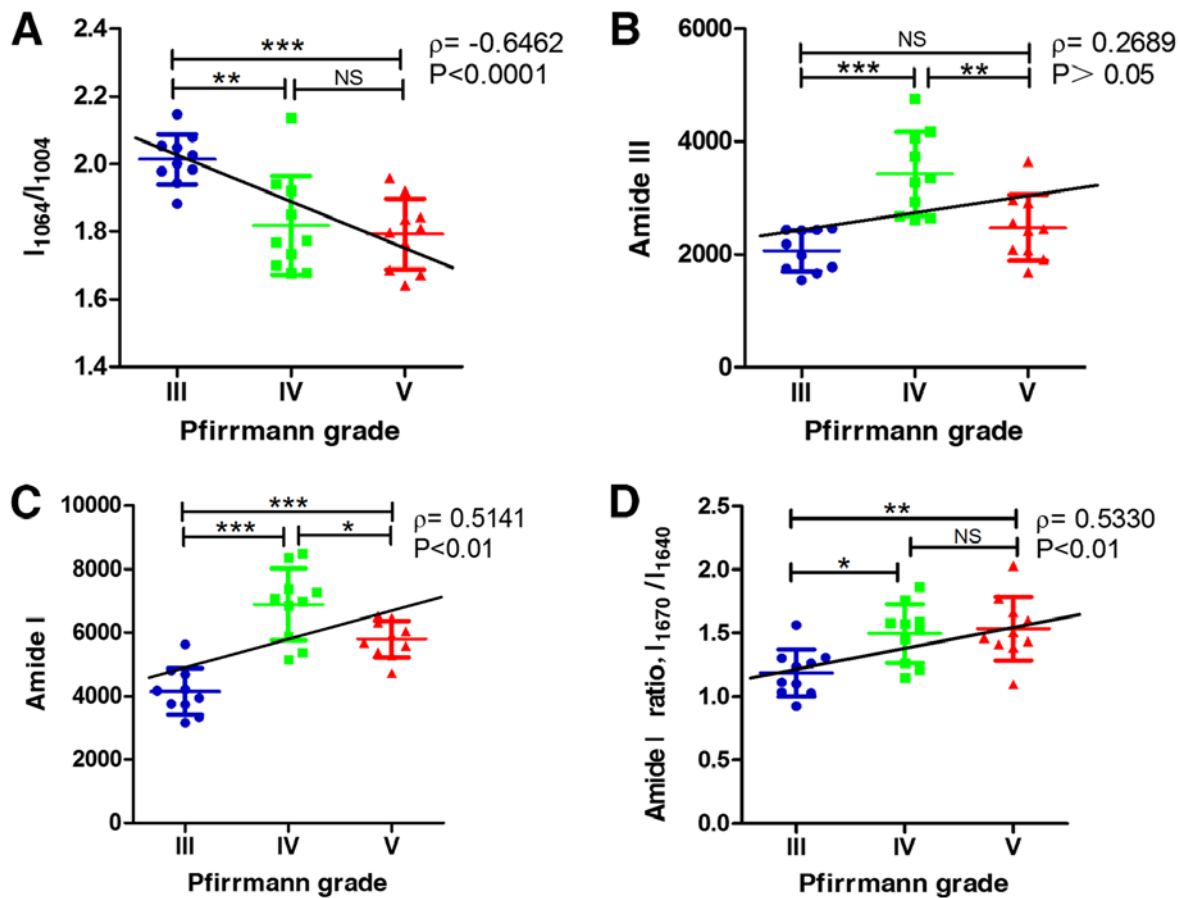 A
2.4
2.2
2.0
1.8
1.6
1.4
I1064/I1004
***
**
NS
ρ= -0.6462
P<0.0001
III IV V
Pfirrmann grade
B
6000
4000
2000
0
Amide III
NS
***
**
ρ= 0.2689
P> 0.05
III IV V
Pfirrmann grade
C
10000
8000
6000
4000
2000
0
Amide I
***
***
*
ρ= 0.5141
P<0.01
III IV V
Pfirrmann grade
D
2.5
2.0
1.5
1.0
0.5
0.0
Amide I ratio, I1670 /I1640
**
NS
*
ρ= 0.5330
P<0.01
III IV V
Pfirrmann grade